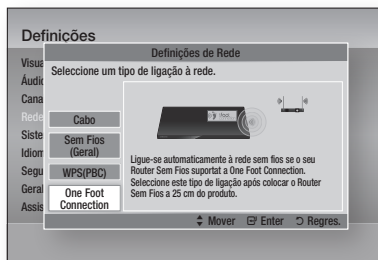 Definições
Definições de Rede
Seleccione um tipo de ligação à rede.
Visua
Áudio
Cana
Rede
Siste
Idiom
Segu
Geral
Assis
Cabo
Sem Fios
(Geral)
WPS(PBC)
One Foot
Connection
Ligue-se automaticamente à rede sem fios se o seu
Router Sem Fios suportat a One Foot Connection.
Seleccione este tipo de ligação após colocar o Router
Sem Fios a 25 cm do produto.
Mover Enter Regres.